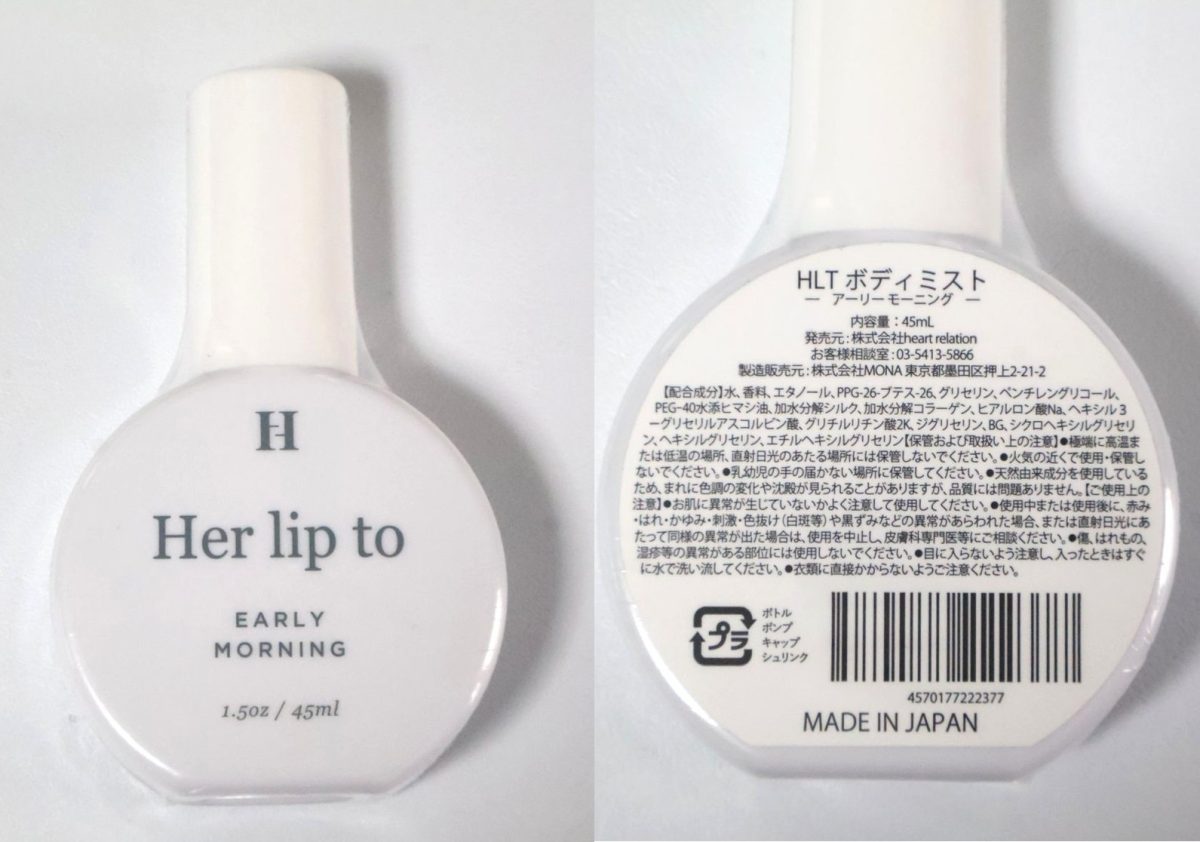 H
Her lip to
EARLY
MORNING
1.5oz / 45ml
HLT ボディミスト
― アーリー モーニング ―
内容量：45mL
発売元：株式会社heart relation
お客様相談室：03-5413-5866
製造販売元：株式会社MONA 東京都墨田区押上2-21-2
【配合成分】水、香料、エタノール、PPG-26-ブテス-26、グリセリン、ペンチレングリコール、
PEG-40水添ヒマシ油、加水分解シルク、加水分解コラーゲン、ヒアルロン酸Na、ヘキシル3
ーグリセリルアスコルビン酸、グリチルリチン酸2K、ジグリセリン、BG、シクロヘキシルグリセリ
ン、ヘキシルグリセリン、エチルヘキシルグリセリン【保管および取扱い上の注意】●極端に高温ま
たは低温の場所、直射日光のあたる場所には保管しないでください。●火気の近くで使用・保管し
ないでください。●乳幼児の手の届かない場所に保管してください。●天然由来成分を使用している
ため、まれに色調の変化や沈殿が見られることがありますが、品質には問題ありません。【ご使用上の
注意】●お肌に異常が生じていないかよく注意して使用してください。●使用中または使用後に、赤み
・はれ・かゆみ・刺激・色抜け（白斑等）や黒ずみなどの異常があらわれた場合、または直射日光にあ
たって同様の異常が出た場合は、使用を中止し、皮膚科専門医等にご相談ください。●傷、はれもの、
湿疹等の異常がある部位には使用しないでください。●目に入らないよう注意し、入ったときはすぐ
に水で洗い流してください。●衣類に直接かからないようご注意ください。
プラ
ボトル
ポンプ
キャップ
シュリンク
4570177222377
MADE IN JAPAN